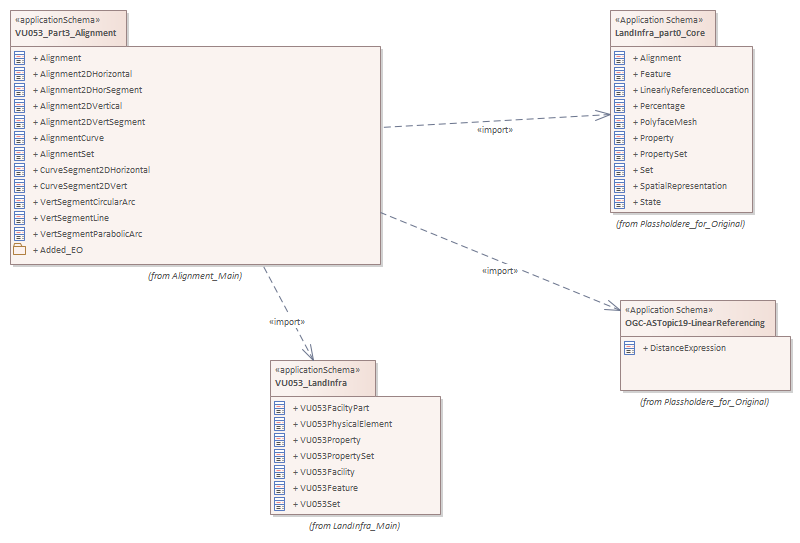 «applicationSchema»
VU053_Part3_Alignment
+ Alignment
+ Alignment2DHorizontal
+ Alignment2DHorSegment
+ Alignment2DVertical
+ Alignment2DVertSegment
+ AlignmentCurve
+ AlignmentSet
+ CurveSegment2DHorizontal
+ CurveSegment2DVert
+ VertSegmentCircularArc
+ VertSegmentLine
+ VertSegmentParabolicArc
+ Added_EO
(from Alignment_Main)
«import»
«Application Schema»
LandInfra_part0_Core
+ Alignment
+ Feature
+ LinearlyReferencedLocation
+ Percentage
+ PolyfaceMesh
+ Property
+ PropertySet
+ Set
+ SpatialRepresentation
+ State
(from Plassholdere_for_Original)
«import»
«Application Schema»
OGC-ASTopic19-LinearReferencing
+ DistanceExpression
(from Plassholdere_for_Original)
«import»
«applicationSchema»
VU053_LandInfra
+ VU053FaciltyPart
+ VU053PhysicalElement
+ VU053Property
+ VU053PropertySet
+ VU053Facility
+ VU053Feature
+ VU053Set
(from LandInfra_Main)